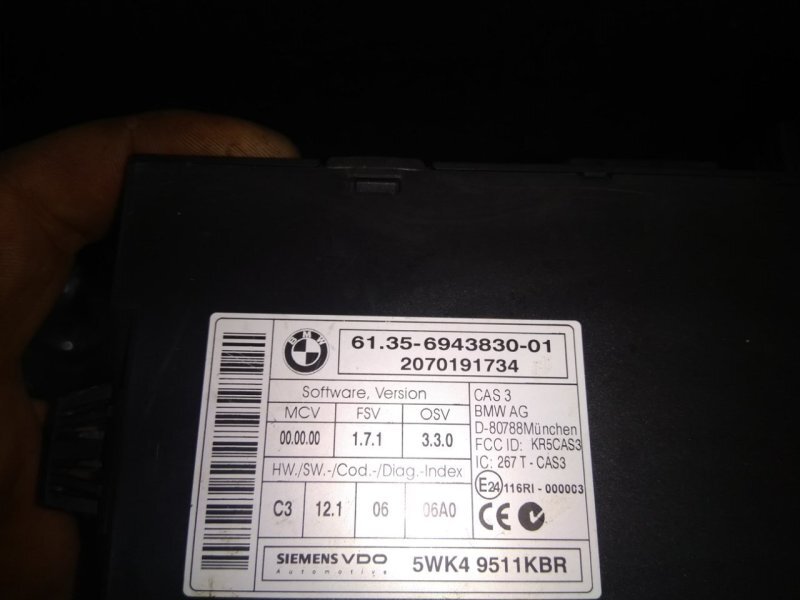 BMW
61.35-6943830-01
2070191734
Software, Version
MCV FSV OSV
00.00.00 1.7.1 3.3.0
HW./SW.-/Cod.-/Diag.-Index
C3 12.1 06 06A0
CAS 3
BMW AG
D-80788München
FCC ID: KR5CAS3
IC: 267 T - CAS3
E24 116RI - 000003
CE
SIEMENS VDO
Automotive
5WK4 9511KBR